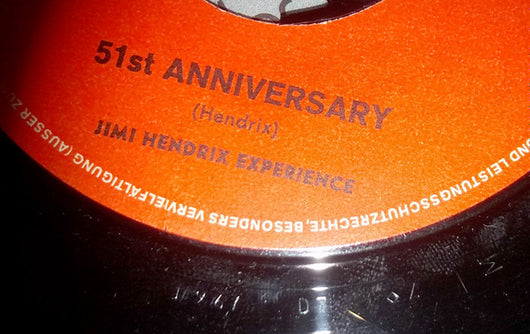 51st ANNIVERSARY
(Hendrix)
JIMI HENDRIX EXPERIENCE
UND LEISTUNGSSCHUTZRECHTE, BESONDERS VERVIELFÄLTIGUNG (AUSSER ZU